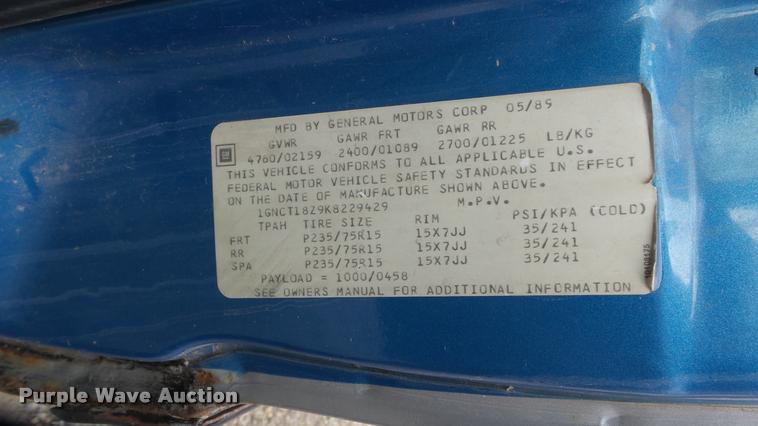 MFD BY GENERAL MOTORS CORP 05/89
GVWR GAWR FRT GAWR RR
GM 4760/02159 2400/01089 2700/01225 LB/KG
THIS VEHICLE CONFORMS TO ALL APPLICABLE U.S.
FEDERAL MOTOR VEHICLE SAFETY STANDARDS IN EFFECT
ON THE DATE OF MANUFACTURE SHOWN ABOVE.
1GNCT18Z9K8229429 M.P.V.
TPAH TIRE SIZE RIM PSI/KPA (COLD)
FRT P235/75R15 15X7JJ 35/241
RR P235/75R15 15X7JJ 35/241
SPA P235/75R15 15X7JJ 35/241
PAYLOAD = 1000/0458
SEE OWNERS MANUAL FOR ADDITIONAL INFORMATION
Purple Wave Auction